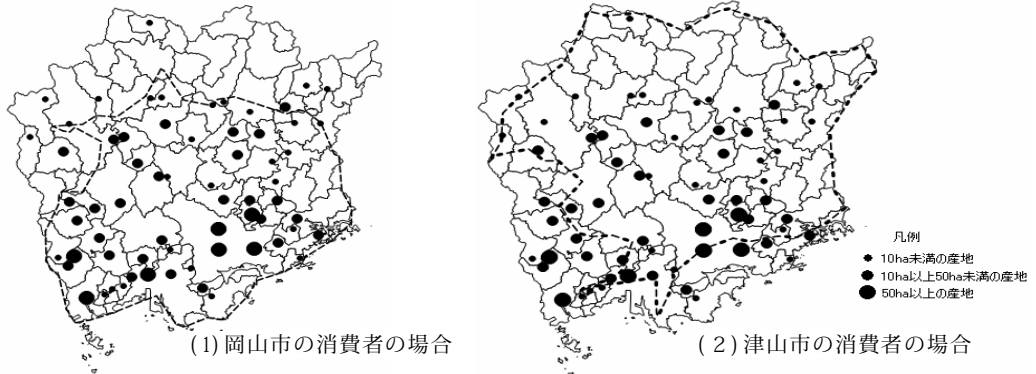 凡例
10ha未満の産地
10ha以上50ha未満の産地
50ha以上の産地
(1)岡山市の消費者の場合
(2)津山市の消費者の場合